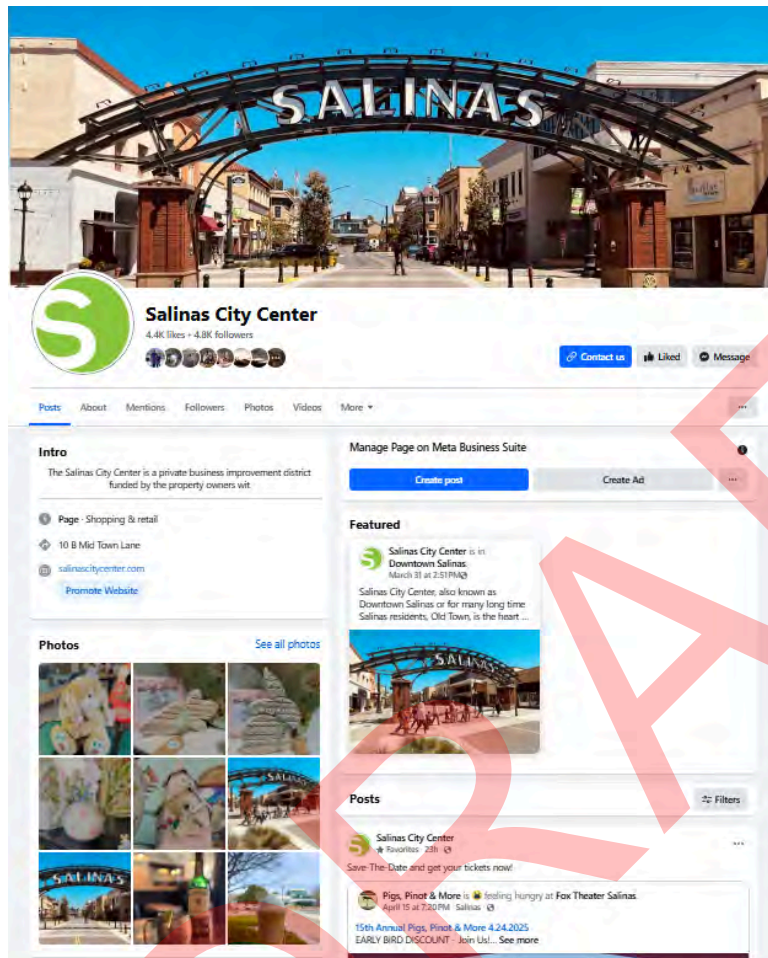 SALINAS
S
Salinas City Center
4.4K likes • 4.8K followers
Contact us
Liked
Message
Posts
About
Mentions
Followers
Photos
Videos
More
Intro
The Salinas City Center is a private business improvement district
funded by the property owners wit
Page · Shopping & retail
10 B Mid Town Lane
salinascitycenter.com
Promote Website
Photos
See all photos
SALINAS
SALINAS
Manage Page on Meta Business Suite
Create post
Create Ad
Featured
Salinas City Center is in
Downtown Salinas.
March 31 at 2:51 PM
Salinas City Center, also known as
Downtown Salinas or for many long time
Salinas residents, Old Town, is the heart ...
SALINAS
Posts
Filters
Salinas City Center
Favorites · 23h
Save-The-Date and get your tickets now!
Pigs, Pinot & More is feeling hungry at Fox Theater Salinas.
April 15 at 7:20 PM · Salinas
15th Annual Pigs, Pinot & More 4.24.2025
EARLY BIRD DISCOUNT - Join Us!... See more